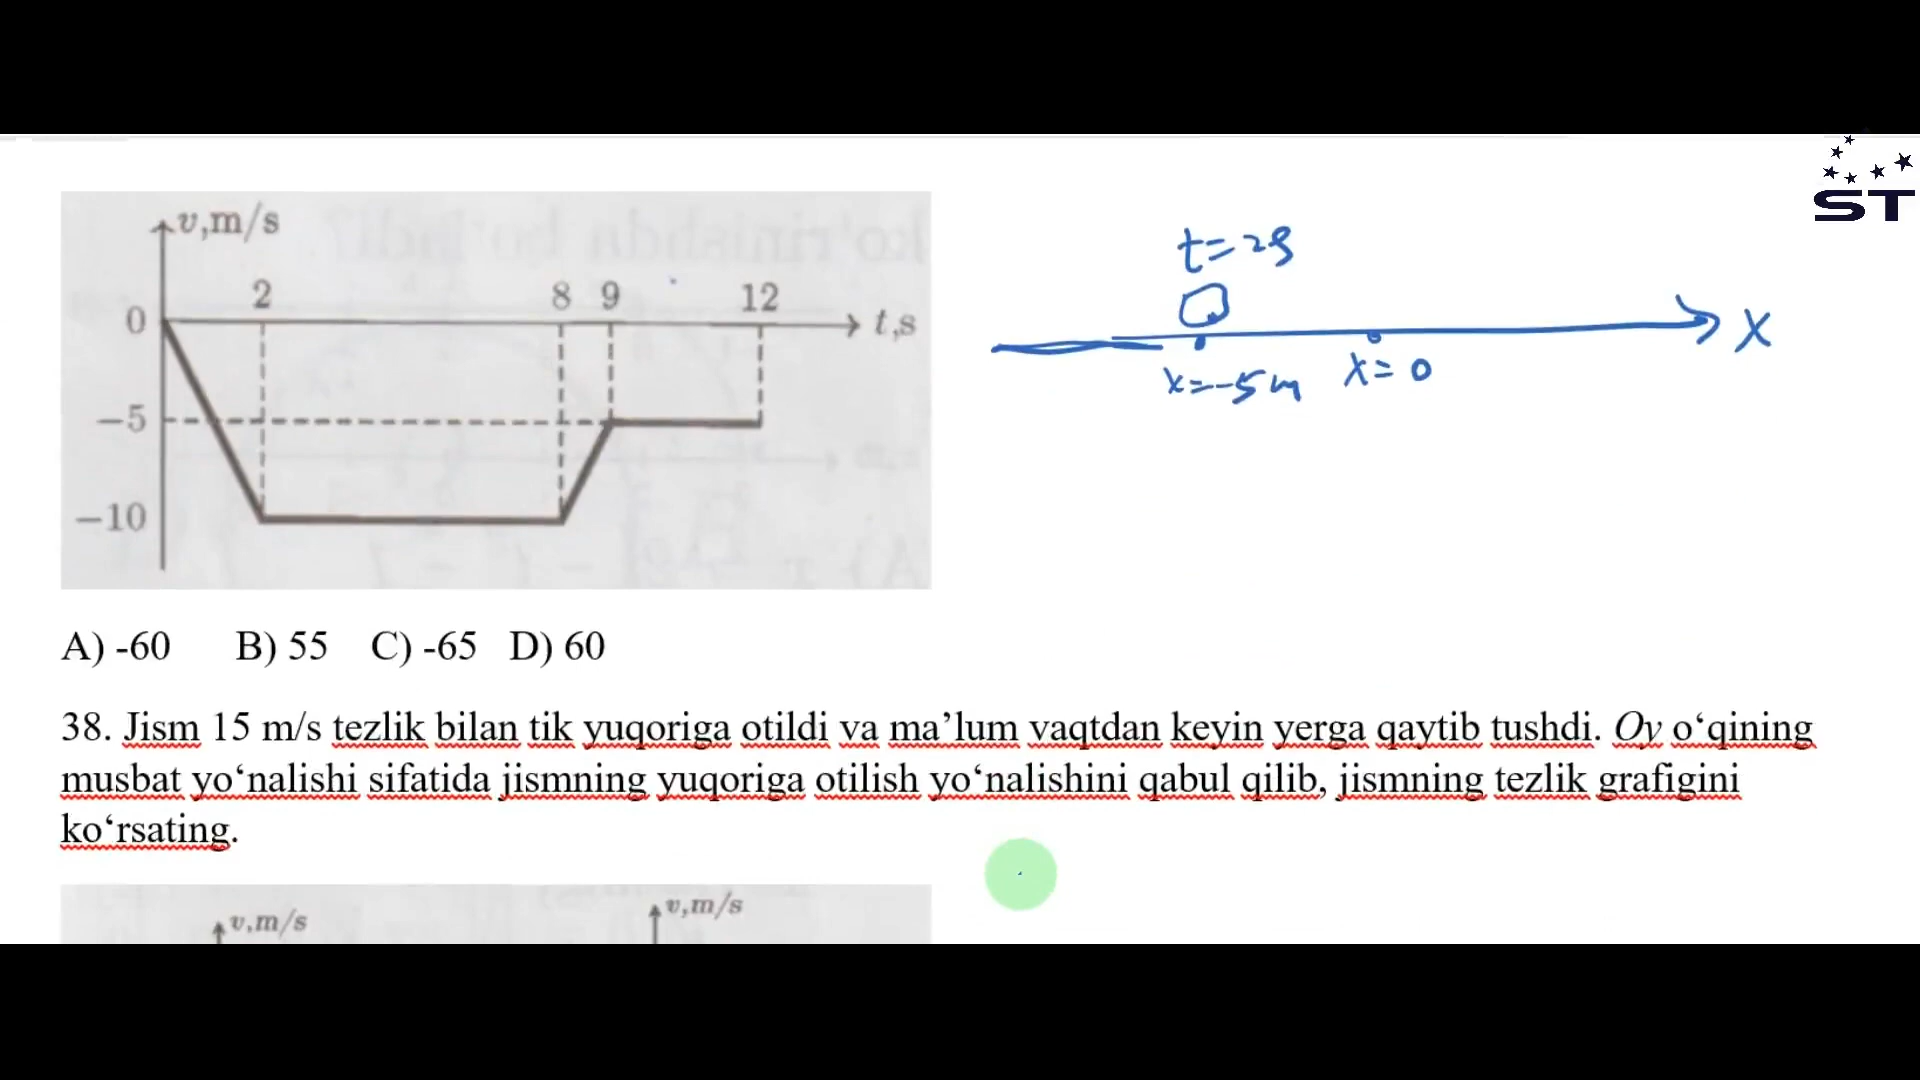 v,m/s
t=2s
2 8 9 12
0
t,s
X
x=-5m x=0
-5
-10
A) -60 B) 55 C) -65 D) 60
38. Jism 15 m/s tezlik bilan tik yuqoriga otildi va ma’lum vaqtdan keyin yerga qaytib tushdi. Oy o‘qining
musbat yo‘nalishi sifatida jismning yuqoriga otilish yo‘nalishini qabul qilib, jismning tezlik grafigini
ko‘rsating.
v,m/s v,m/s
ST